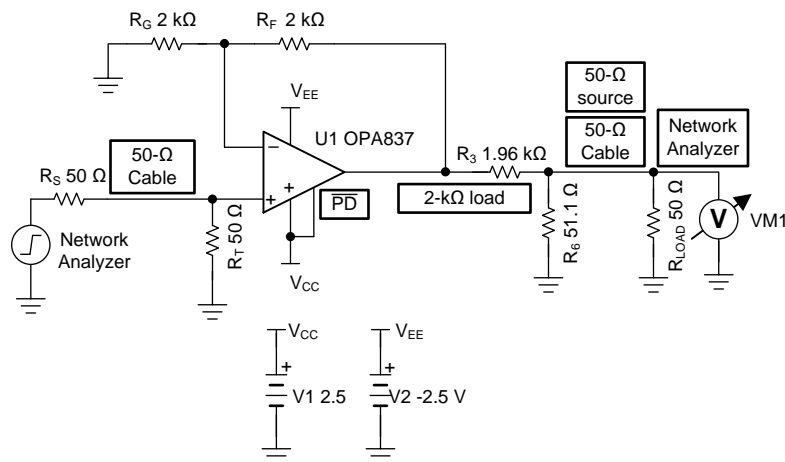 R_G 2 kΩ
R_F 2 kΩ
V_EE
U1 OPA837
50-Ω
source
50-Ω
Cable
50-Ω
Cable
Network
Analyzer
R_S 50 Ω
R_3 1.96 kΩ
−
+
+
P̅D̅
2-kΩ load
V
VM1
Network
Analyzer
R_T 50 Ω
V_CC
R_6 51.1 Ω
R_LOAD 50 Ω
V_CC
V_EE
+
+
V1 2.5
V2 -2.5 V